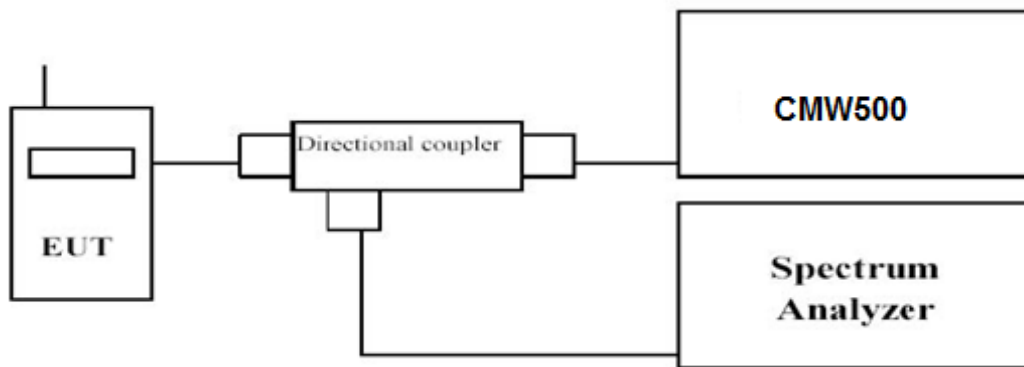 CMW500
Directional coupler
EUT
Spectrum
Analyzer